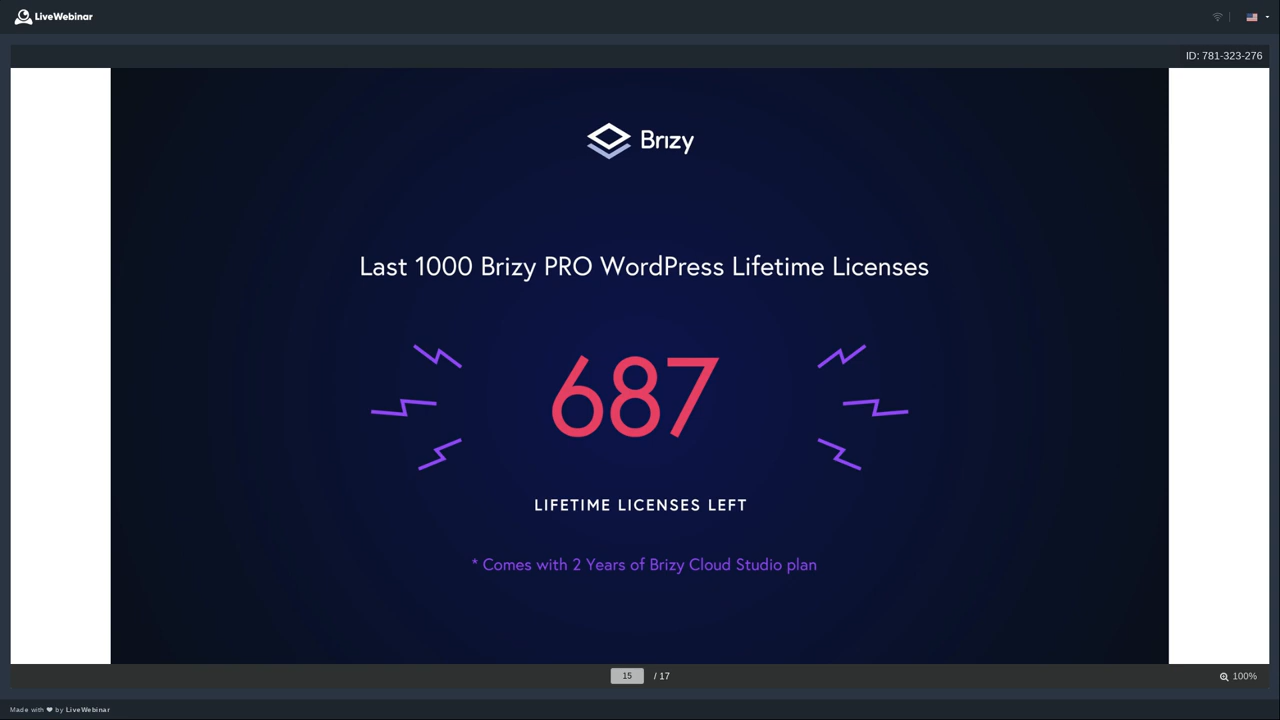 LiveWebinar
ID: 781-323-276
Brizy
Last 1000 Brizy PRO WordPress Lifetime Licenses
687
LIFETIME LICENSES LEFT
* Comes with 2 Years of Brizy Cloud Studio plan
15 / 17
100%
Made with ❤ by LiveWebinar